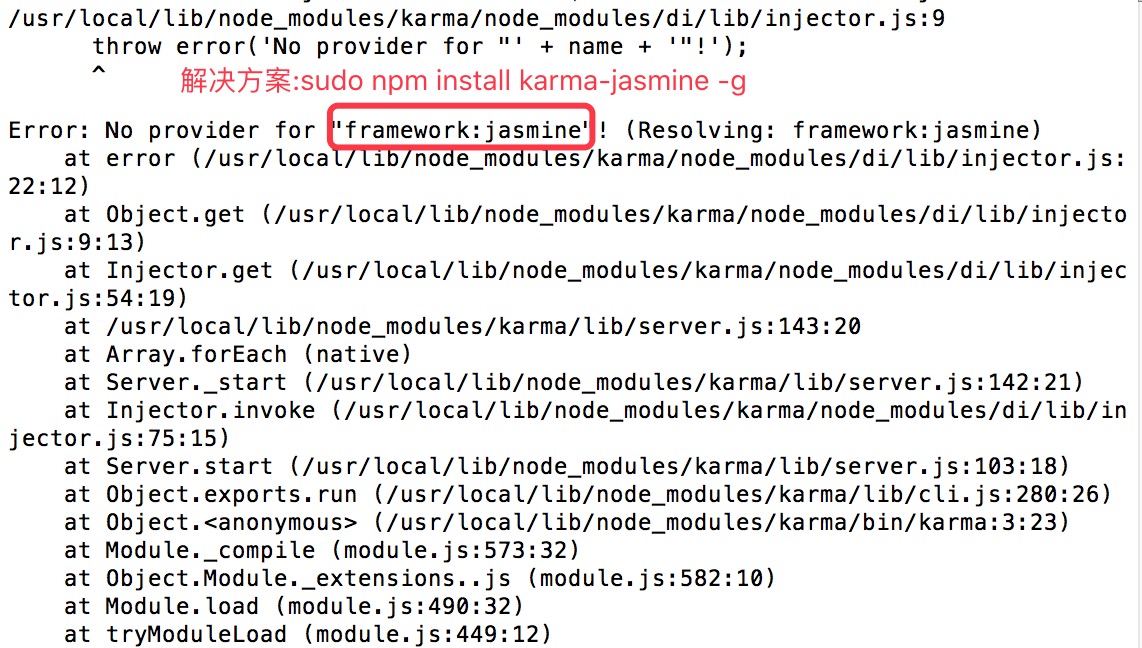 /usr/local/lib/node_modules/karma/node_modules/di/lib/injector.js:9
throw error('No provider for "' + name + '"!');
^
解决方案:sudo npm install karma-jasmine -g
Error: No provider for "framework:jasmine"! (Resolving: framework:jasmine)
at error (/usr/local/lib/node_modules/karma/node_modules/di/lib/injector.js:
22:12)
at Object.get (/usr/local/lib/node_modules/karma/node_modules/di/lib/injecto
r.js:9:13)
at Injector.get (/usr/local/lib/node_modules/karma/node_modules/di/lib/injec
tor.js:54:19)
at /usr/local/lib/node_modules/karma/lib/server.js:143:20
at Array.forEach (native)
at Server._start (/usr/local/lib/node_modules/karma/lib/server.js:142:21)
at Injector.invoke (/usr/local/lib/node_modules/karma/node_modules/di/lib/in
jector.js:75:15)
at Server.start (/usr/local/lib/node_modules/karma/lib/server.js:103:18)
at Object.exports.run (/usr/local/lib/node_modules/karma/lib/cli.js:280:26)
at Object.<anonymous> (/usr/local/lib/node_modules/karma/bin/karma:3:23)
at Module._compile (module.js:573:32)
at Object.Module._extensions..js (module.js:582:10)
at Module.load (module.js:490:32)
at tryModuleLoad (module.js:449:12)